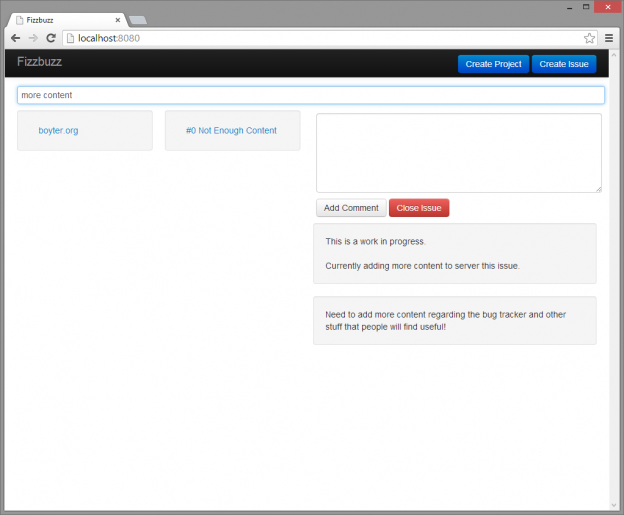 Fizzbuzz
localhost:8080
Fizzbuzz
Create Project
Create Issue
more content
boyter.org
#0 Not Enough Content
Add Comment
Close Issue
This is a work in progress.
Currently adding more content to server this issue.
Need to add more content regarding the bug tracker and other
stuff that people will find useful!